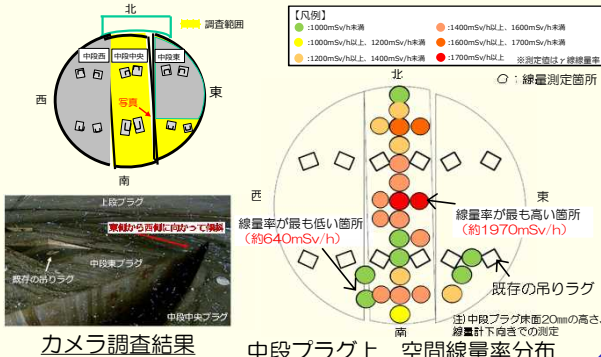 北
調査範囲
中段西
中段中央
中段東
西
写真
東
南
上段プラグ
東側から西側に向かって傾斜
中段東プラグ
既存の吊りラグ
中段中央プラグ
カメラ調査結果
【凡例】
:1000mSv/h未満
:1400mSv/h以上、1600mSv/h未満
:1000mSv/h以上、1200mSv/h未満
:1600mSv/h以上、1700mSv/h未満
:1200mSv/h以上、1400mSv/h未満
:1700mSv/h以上
※測定値はγ線線量率
○：線量測定箇所
北
西
東
線量率が最も低い箇所
（約640mSv/h）
線量率が最も高い箇所
（約1970mSv/h）
既存の吊りラグ
南
注）中段プラグ床面20mmの高さ、
線量計下向きでの測定
中段プラグ上　空間線量率分布